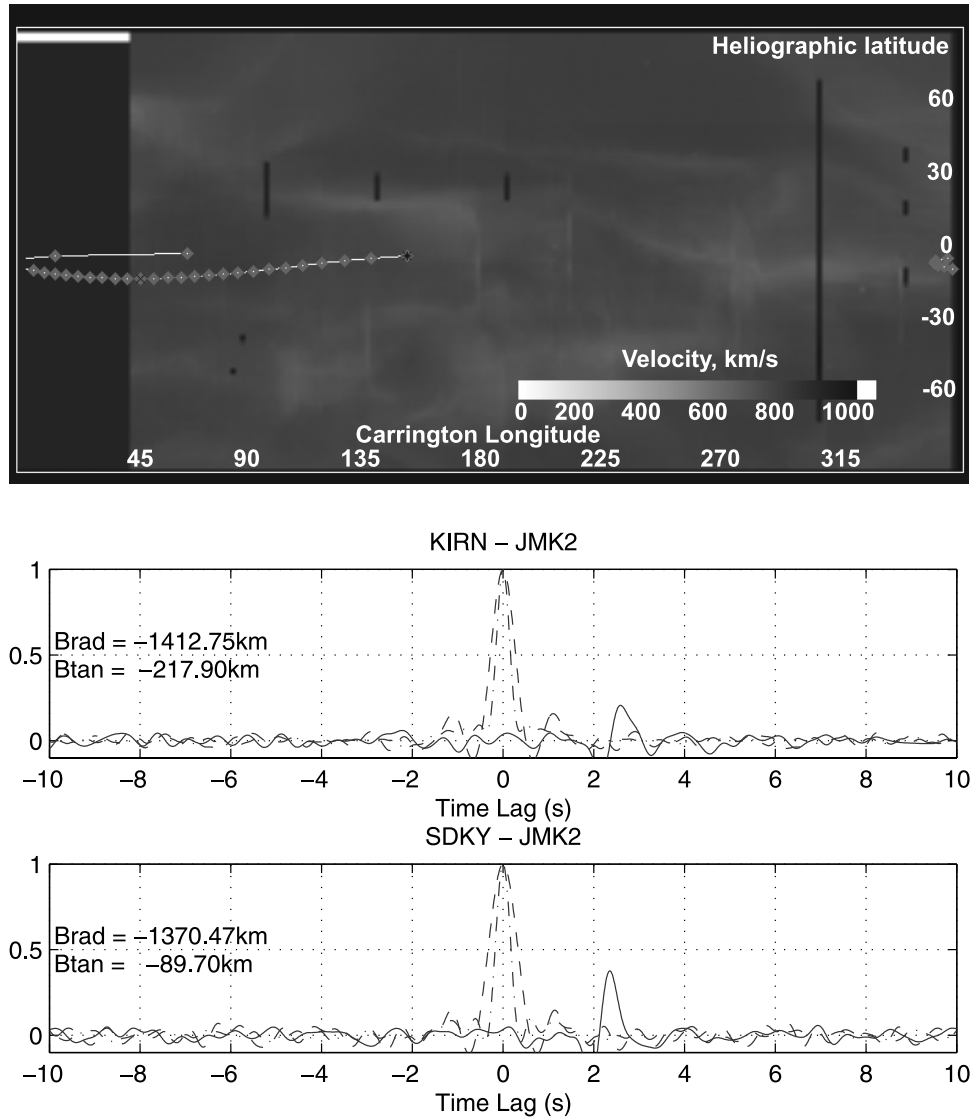 Heliographic latitude
60
30
0
-30
-60
Velocity, km/s
0 200 400 600 800 1000
Carrington Longitude
45 90 135 180 225 270 315
KIRN – JMK2
1
0.5
0
Brad = −1412.75km
Btan = −217.90km
−10 −8 −6 −4 −2 0 2 4 6 8 10
Time Lag (s)
SDKY – JMK2
1
0.5
0
Brad = −1370.47km
Btan = −89.70km
−10 −8 −6 −4 −2 0 2 4 6 8 10
Time Lag (s)